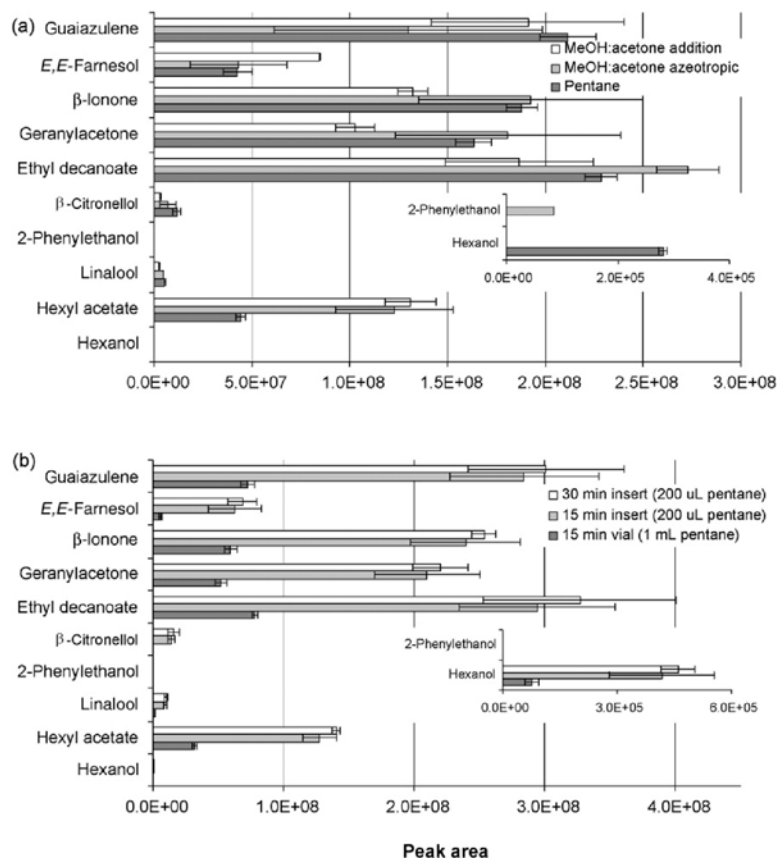 (a)
Guaiazulene
E,E-Farnesol
β-Ionone
Geranylacetone
Ethyl decanoate
β-Citronellol
2-Phenylethanol
Linalool
Hexyl acetate
Hexanol
MeOH:acetone addition
MeOH:acetone azeotropic
Pentane
2-Phenylethanol
Hexanol
0.0E+00 2.0E+05 4.0E+05
0.0E+00 5.0E+07 1.0E+08 1.5E+08 2.0E+08 2.5E+08 3.0E+08
(b)
Guaiazulene
E,E-Farnesol
β-Ionone
Geranylacetone
Ethyl decanoate
β-Citronellol
2-Phenylethanol
Linalool
Hexyl acetate
Hexanol
30 min insert (200 uL pentane)
15 min insert (200 uL pentane)
15 min vial (1 mL pentane)
2-Phenylethanol
Hexanol
0.0E+00 3.0E+05 6.0E+05
0.0E+00 1.0E+08 2.0E+08 3.0E+08 4.0E+08
Peak area